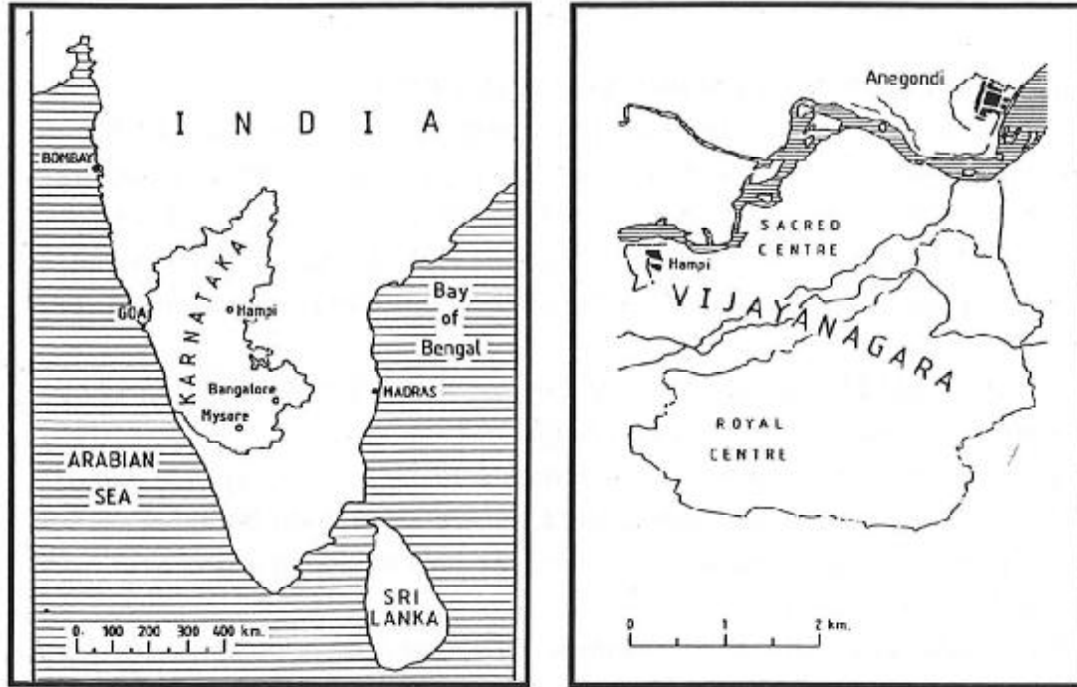 I N D I A
BOMBAY
KARNATAKA
GOA
Hampi
Bay
of
Bengal
Bangalore
MADRAS
Mysore
ARABIAN
SEA
SRI
LANKA
0 100 200 300 400 km.
Anegondi
SACRED
CENTRE
Hampi
VIJAYANAGARA
ROYAL
CENTRE
0 1 2 km.